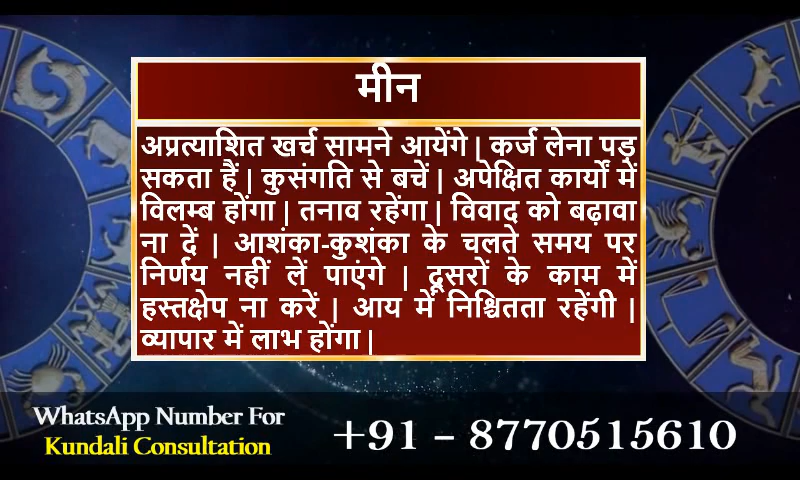 मीन
अप्रत्याशित खर्च सामने आयेंगे | कर्ज लेना पड़
सकता हैं | कुसंगति से बचें | अपेक्षित कार्यों में
विलम्ब होंगा | तनाव रहेंगा | विवाद को बढ़ावा
ना दें | आशंका-कुशंका के चलते समय पर
निर्णय नहीं लें पाएंगे | दूसरों के काम में
हस्तक्षेप ना करें | आय में निश्चितता रहेंगी |
व्यापार में लाभ होंगा |
WhatsApp Number For
Kundali Consultation
+91 - 8770515610